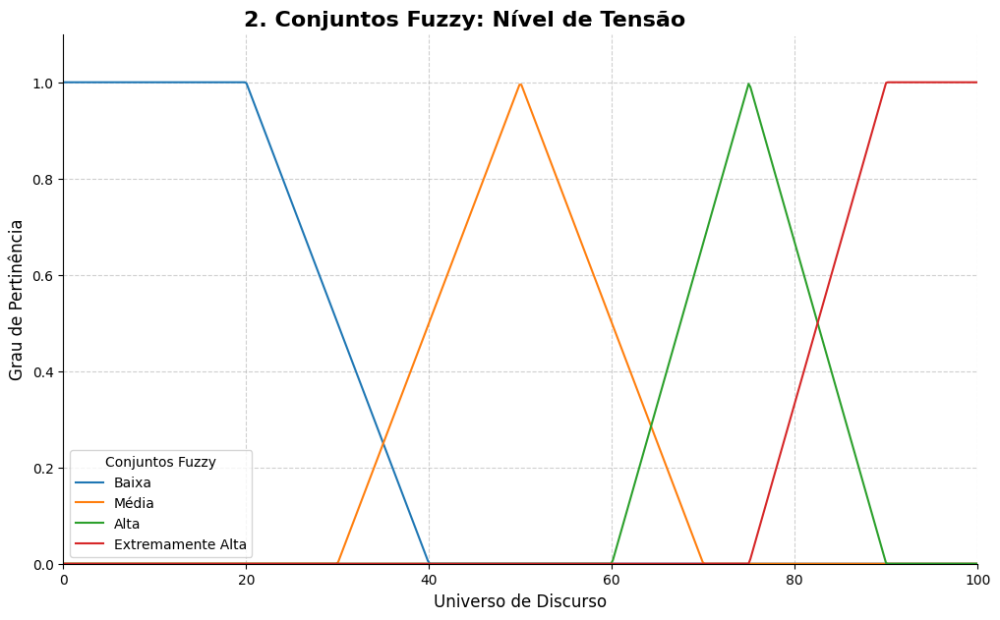 2. Conjuntos Fuzzy: Nível de Tensão
Grau de Pertinência
1.0
0.8
0.6
0.4
0.2
0.0
Conjuntos Fuzzy
Baixa
Média
Alta
Extremamente Alta
0 20 40 60 80 100
Universo de Discurso